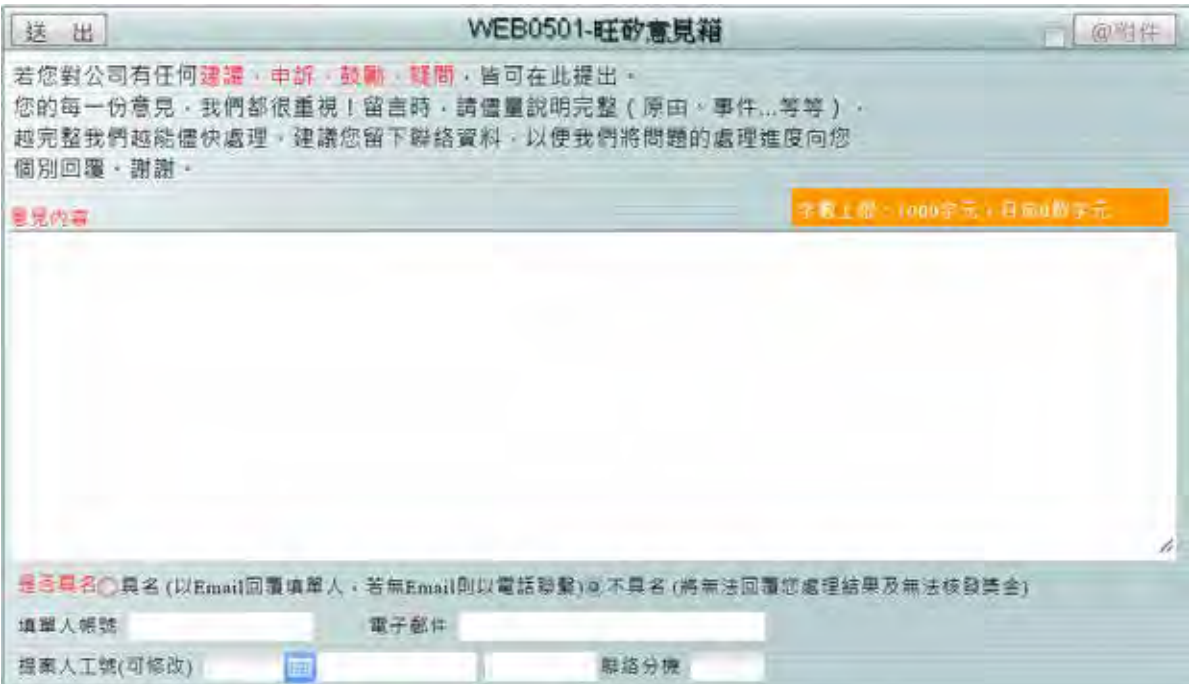 送 出
WEB0501-旺矽意見箱
@附件
若您對公司有任何建議、申訴、鼓勵、疑問，皆可在此提出。
您的每一份意見，我們都很重視！留言時，請儘量說明完整（原由、事件...等等），
越完整我們越能儘快處理，建議您留下聯絡資料，以便我們將問題的處理進度向您
個別回覆，謝謝。
字數上限：1000字元；目前0個字元
意見內容
是否具名 具名 (以Email回覆填單人，若無Email則以電話聯繫) 不具名 (將無法回覆您處理結果及無法核發獎金)
填單人帳號 電子郵件
提案人工號(可修改) 聯絡分機